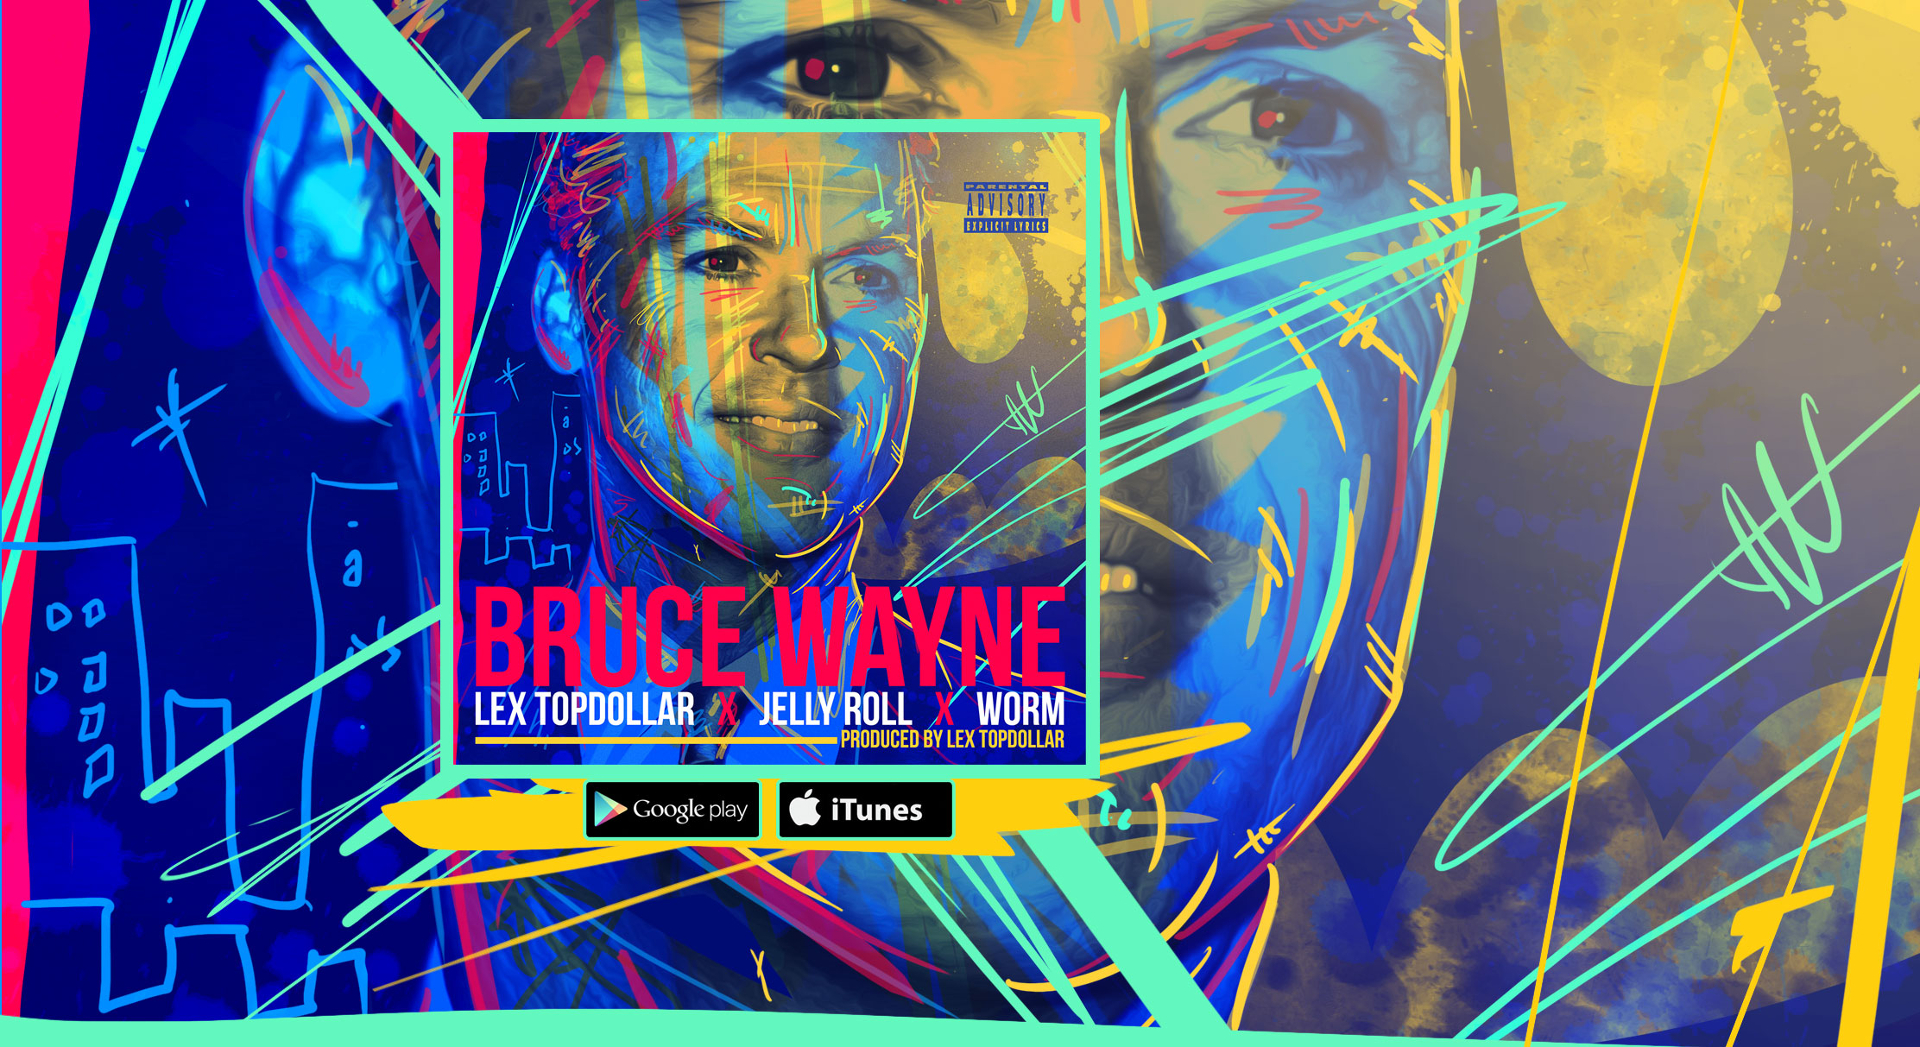 PARENTAL
ADVISORY
EXPLICIT LYRICS
BRUCE WAYNE
LEX TOPDOLLAR X JELLY ROLL X WORM
PRODUCED BY LEX TOPDOLLAR
Google play
iTunes